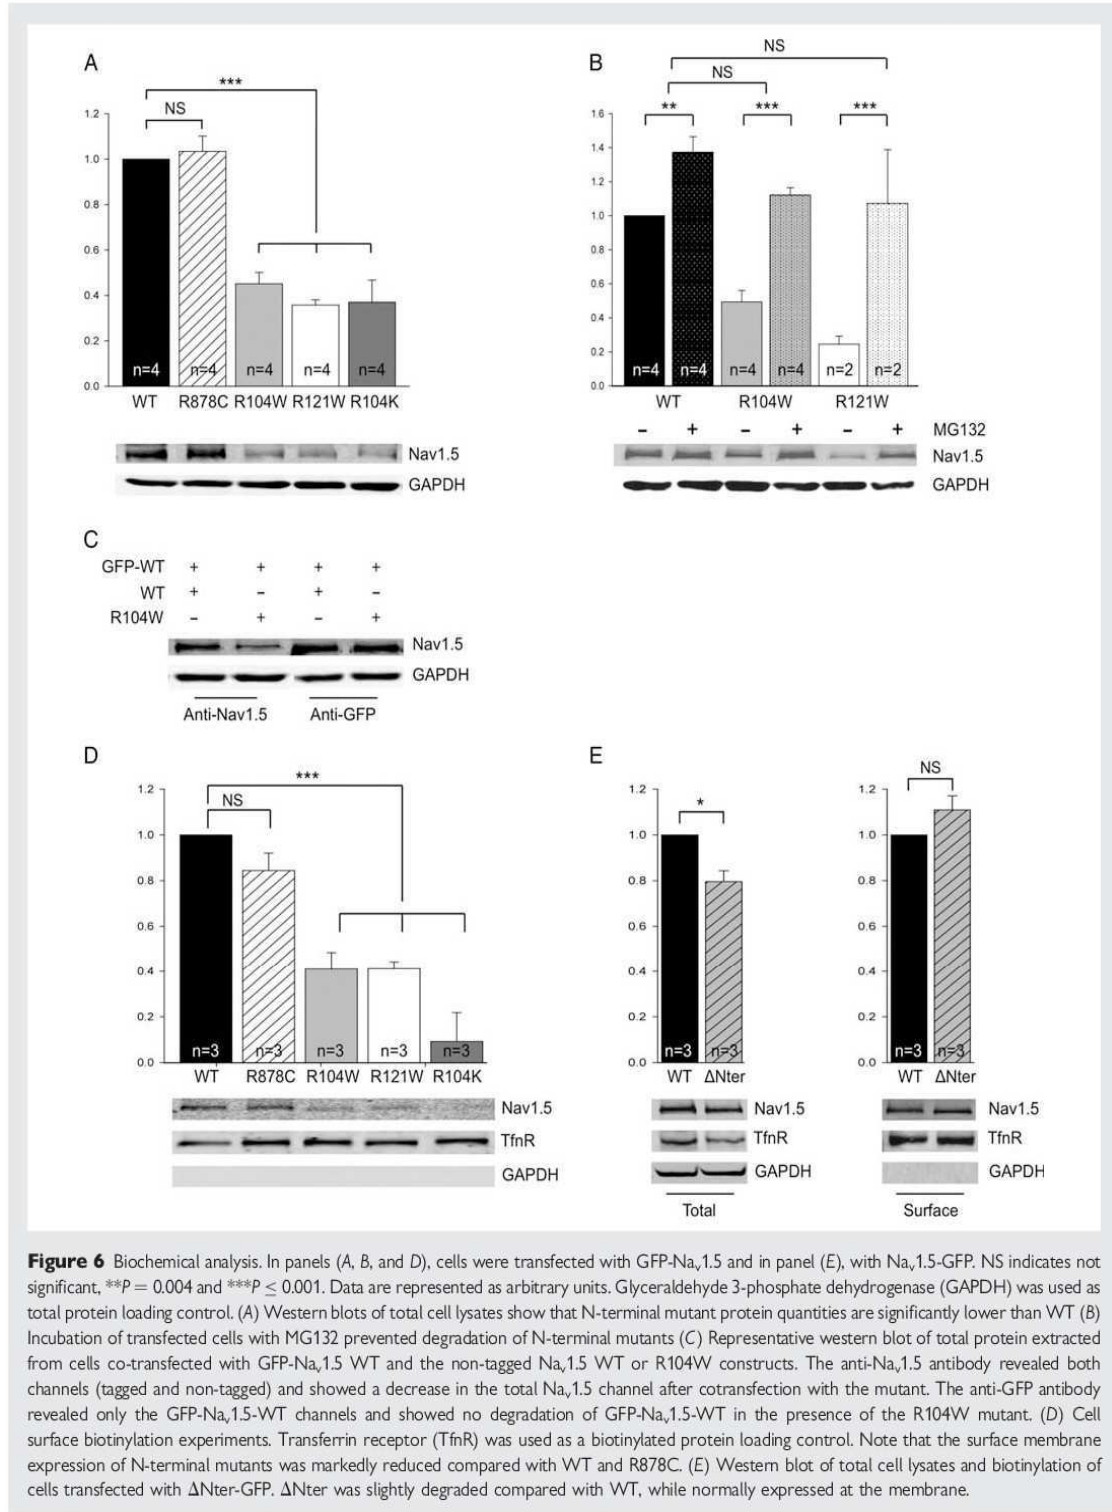 A
B
NS
NS
***
NS
**
***
***
1.2
1.0
0.8
0.6
0.4
0.2
0.0
n=4
n=4
n=4
n=4
n=4
WT
R878C
R104W
R121W
R104K
Nav1.5
GAPDH
1.6
1.4
1.2
1.0
0.8
0.6
0.4
0.2
0.0
n=4
n=4
n=4
n=4
n=2
n=2
WT
R104W
R121W
– + – + – + MG132
Nav1.5
GAPDH
C
GFP-WT + + + +
WT + – + –
R104W – + – +
Nav1.5
GAPDH
Anti-Nav1.5
Anti-GFP
D
***
NS
1.2
1.0
0.8
0.6
0.4
0.2
0.0
n=3
n=3
n=3
n=3
n=3
WT
R878C
R104W
R121W
R104K
Nav1.5
TfnR
GAPDH
E
*
1.2
1.0
0.8
0.6
0.4
0.2
0.0
n=3
n=3
WT
ΔNter
Nav1.5
TfnR
GAPDH
Total
NS
1.2
1.0
0.8
0.6
0.4
0.2
0.0
n=3
n=3
WT
ΔNter
Nav1.5
TfnR
GAPDH
Surface
Figure 6 Biochemical analysis. In panels (A, B, and D), cells were transfected with GFP-Nav1.5 and in panel (E), with Nav1.5-GFP. NS indicates not
significant, **P = 0.004 and ***P ≤ 0.001. Data are represented as arbitrary units. Glyceraldehyde 3-phosphate dehydrogenase (GAPDH) was used as
total protein loading control. (A) Western blots of total cell lysates show that N-terminal mutant protein quantities are significantly lower than WT (B)
Incubation of transfected cells with MG132 prevented degradation of N-terminal mutants (C) Representative western blot of total protein extracted
from cells co-transfected with GFP-Nav1.5 WT and the non-tagged Nav1.5 WT or R104W constructs. The anti-Nav1.5 antibody revealed both
channels (tagged and non-tagged) and showed a decrease in the total Nav1.5 channel after cotransfection with the mutant. The anti-GFP antibody
revealed only the GFP-Nav1.5-WT channels and showed no degradation of GFP-Nav1.5-WT in the presence of the R104W mutant. (D) Cell
surface biotinylation experiments. Transferrin receptor (TfnR) was used as a biotinylated protein loading control. Note that the surface membrane
expression of N-terminal mutants was markedly reduced compared with WT and R878C. (E) Western blot of total cell lysates and biotinylation of
cells transfected with ΔNter-GFP. ΔNter was slightly degraded compared with WT, while normally expressed at the membrane.